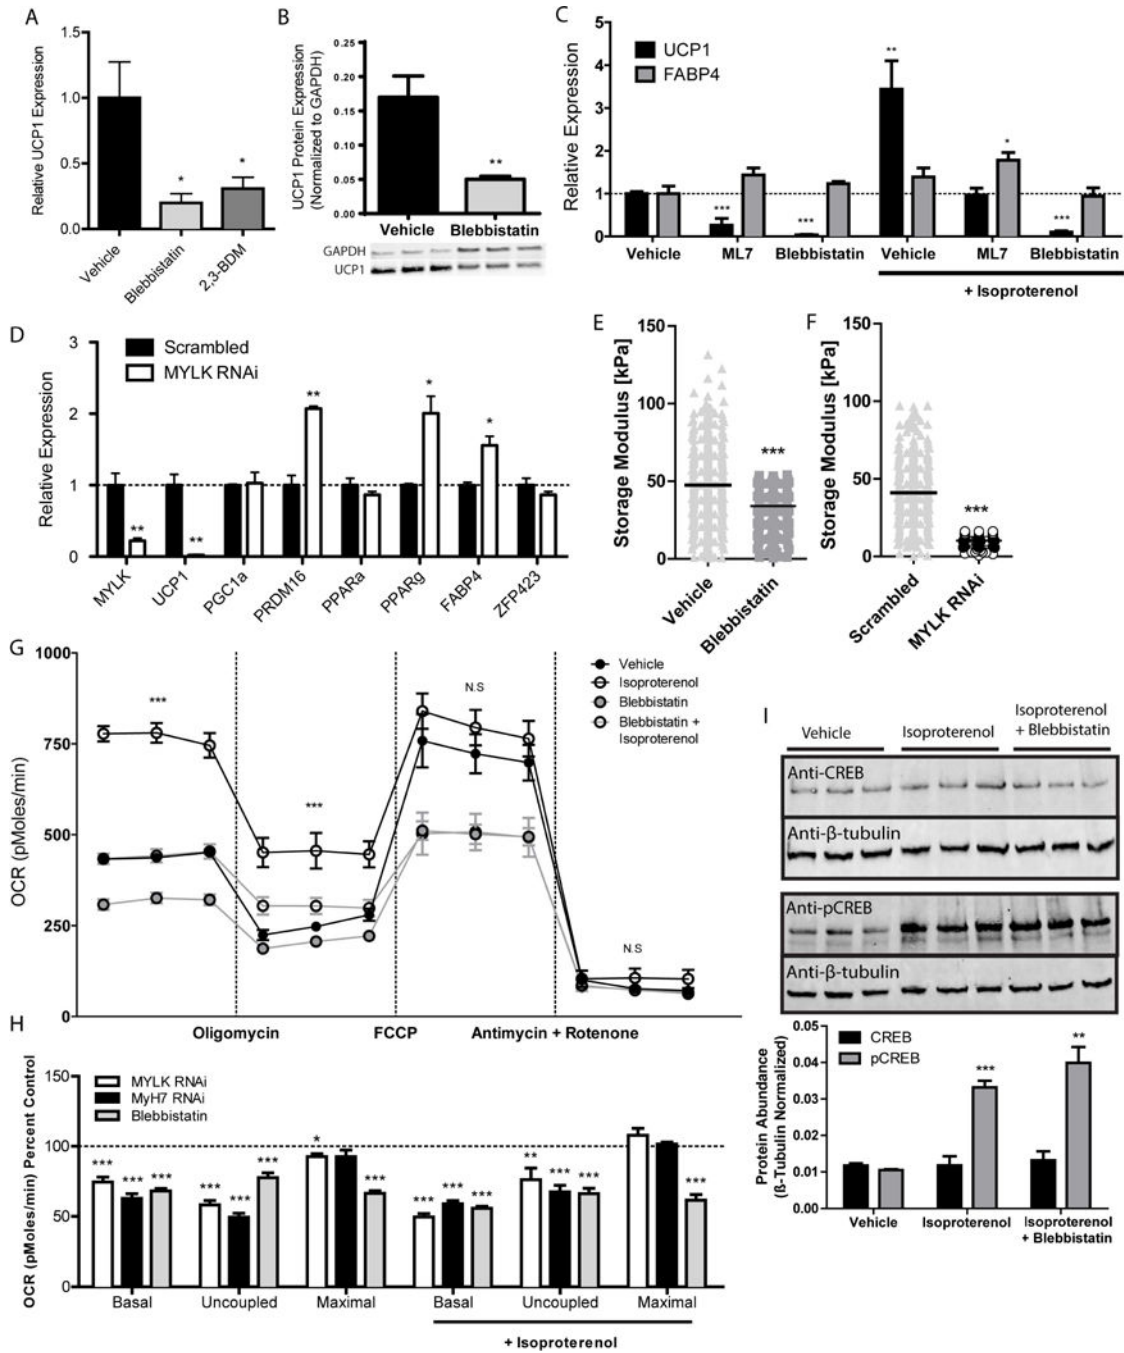 A
Relative UCP1 Expression
1.5
1.0
0.5
0.0
*
*
Vehicle
Blebbistatin
2,3-BDM
B
UCP1 Protein Expression
(Normalized to GAPDH)
0.25
0.20
0.15
0.10
0.05
0.00
**
Vehicle
Blebbistatin
GAPDH
UCP1
C
Relative Expression
5
4
3
2
1
0
UCP1
FABP4
***
***
**
*
***
Vehicle
ML7
Blebbistatin
Vehicle
ML7
Blebbistatin
+ Isoproterenol
D
Relative Expression
3
2
1
0
Scrambled
MYLK RNAi
**
**
**
*
*
MYLK
UCP1
PGC1a
PRDM16
PPARa
PPARg
FABP4
ZFP423
E
Storage Modulus [kPa]
150
100
50
0
***
Vehicle
Blebbistatin
F
Storage Modulus [kPa]
150
100
50
0
***
Scrambled
MYLK RNAi
G
OCR (pMoles/min)
1000
750
500
250
0
***
***
N.S
N.S
Vehicle
Isoproterenol
Blebbistatin
Blebbistatin +
Isoproterenol
Oligomycin
FCCP
Antimycin + Rotenone
H
OCR (pMoles/min) Percent Control
150
100
50
0
MYLK RNAi
MyH7 RNAi
Blebbistatin
*** *** ***
*** *** ***
* ***
*** *** ***
** *** ***
***
Basal
Uncoupled
Maximal
Basal
Uncoupled
Maximal
+ Isoproterenol
I
Vehicle
Isoproterenol
Isoproterenol
+ Blebbistatin
Anti-CREB
Anti-β-tubulin
Anti-pCREB
Anti-β-tubulin
Protein Abundance
(ß-Tubulin Normalized)
0.05
0.04
0.03
0.02
0.01
0.00
CREB
pCREB
***
**
Vehicle
Isoproterenol
Isoproterenol
+ Blebbistatin